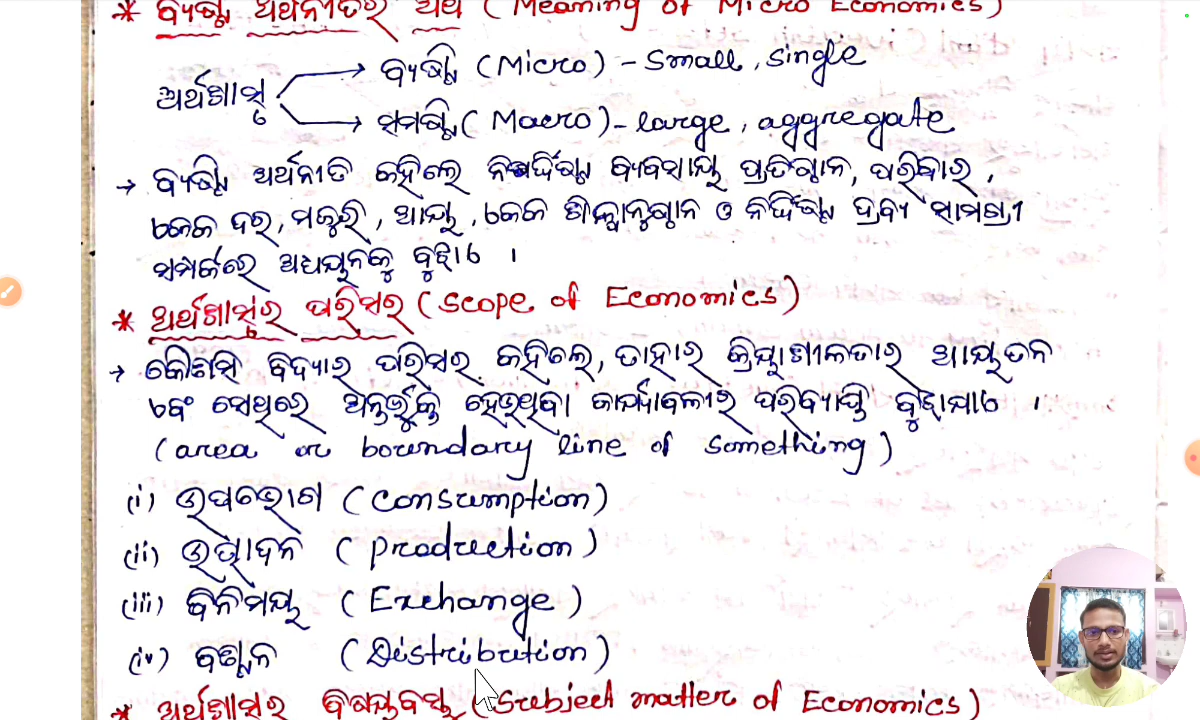 * ବ୍ୟଷ୍ଟି ଅର୍ଥନୀତିର ଅର୍ଥ (Meaning of Micro Economics)
ଅର୍ଥଶାସ୍ତ୍ର
ବ୍ୟଷ୍ଟି (Micro) - small, single
ସମଷ୍ଟି (Macro) - large, aggregate
→ ବ୍ୟଷ୍ଟି ଅର୍ଥନୀତି କହିଲେ ନିର୍ଦ୍ଦିଷ୍ଟ ବ୍ୟବସାୟ ପ୍ରତିଷ୍ଠାନ, ପରିବାର,
ଏକେକ ଦର, ମଜୁରି, ଆୟ, ଏକେକ ଶିଳ୍ପାନୁଷ୍ଠାନ ଓ ନିର୍ଦ୍ଦିଷ୍ଟ ଦ୍ରବ୍ୟ ସାମଗ୍ରୀ
ସମ୍ପର୍କରେ ଅଧ୍ୟୟନକୁ ବୁଝାଏ ।
* ଅର୍ଥଶାସ୍ତ୍ରର ପରିସର (Scope of Economics)
→ କୌଣସି ବିଦ୍ୟାର ପରିସର କହିଲେ, ତାହାର କ୍ରିୟାଶୀଳତାର ଆୟତନ
ଏବଂ ସେଥିରେ ଅନ୍ତର୍ଭୁକ୍ତ ହେଉଥିବା କାର୍ଯ୍ୟାବଳୀର ପରିବ୍ୟାପ୍ତି ବୁଝାଯାଏ ।
(area or boundary line of something)
(i) ଉପଭୋଗ (Consumption)
(ii) ଉତ୍ପାଦନ (Production)
(iii) ବିନିମୟ (Exchange)
(iv) ବଣ୍ଟନ (Distribution)
* ଅର୍ଥଶାସ୍ତ୍ରର ବିଷୟବସ୍ତୁ (Subject matter of Economics)